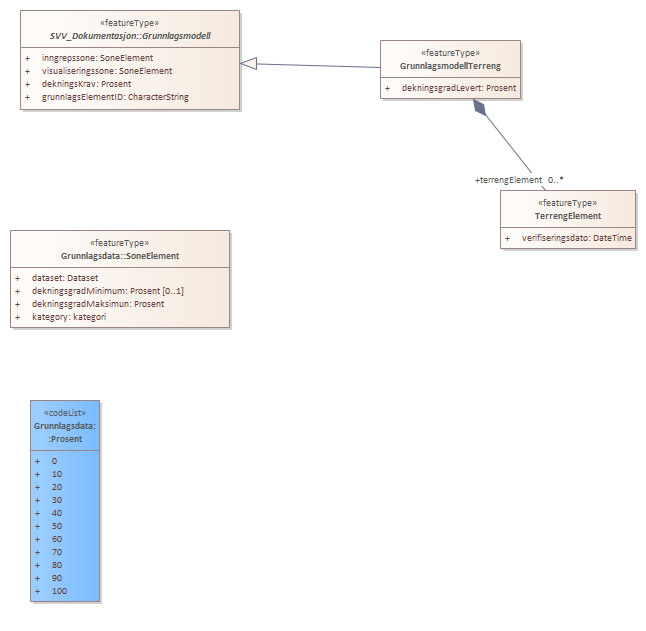 «featureType»
SVV_Dokumentasjon::Grunnlagsmodell
+ inngrepssone: SoneElement
+ visualiseringssone: SoneElement
+ dekningsKrav: Prosent
+ grunnlagsElementID: CharacterString
«featureType»
GrunnlagsmodellTerreng
+ dekningsgradLevert: Prosent
+terrengElement 0..*
«featureType»
TerrengElement
+ verifiseringsdato: DateTime
«featureType»
Grunnlagsdata::SoneElement
+ dataset: Dataset
+ dekningsgradMinimum: Prosent [0..1]
+ dekningsgradMaksimun: Prosent
+ kategory: kategori
«codeList»
Grunnlagsdata:
:Prosent
+ 0
+ 10
+ 20
+ 30
+ 40
+ 50
+ 60
+ 70
+ 80
+ 90
+ 100